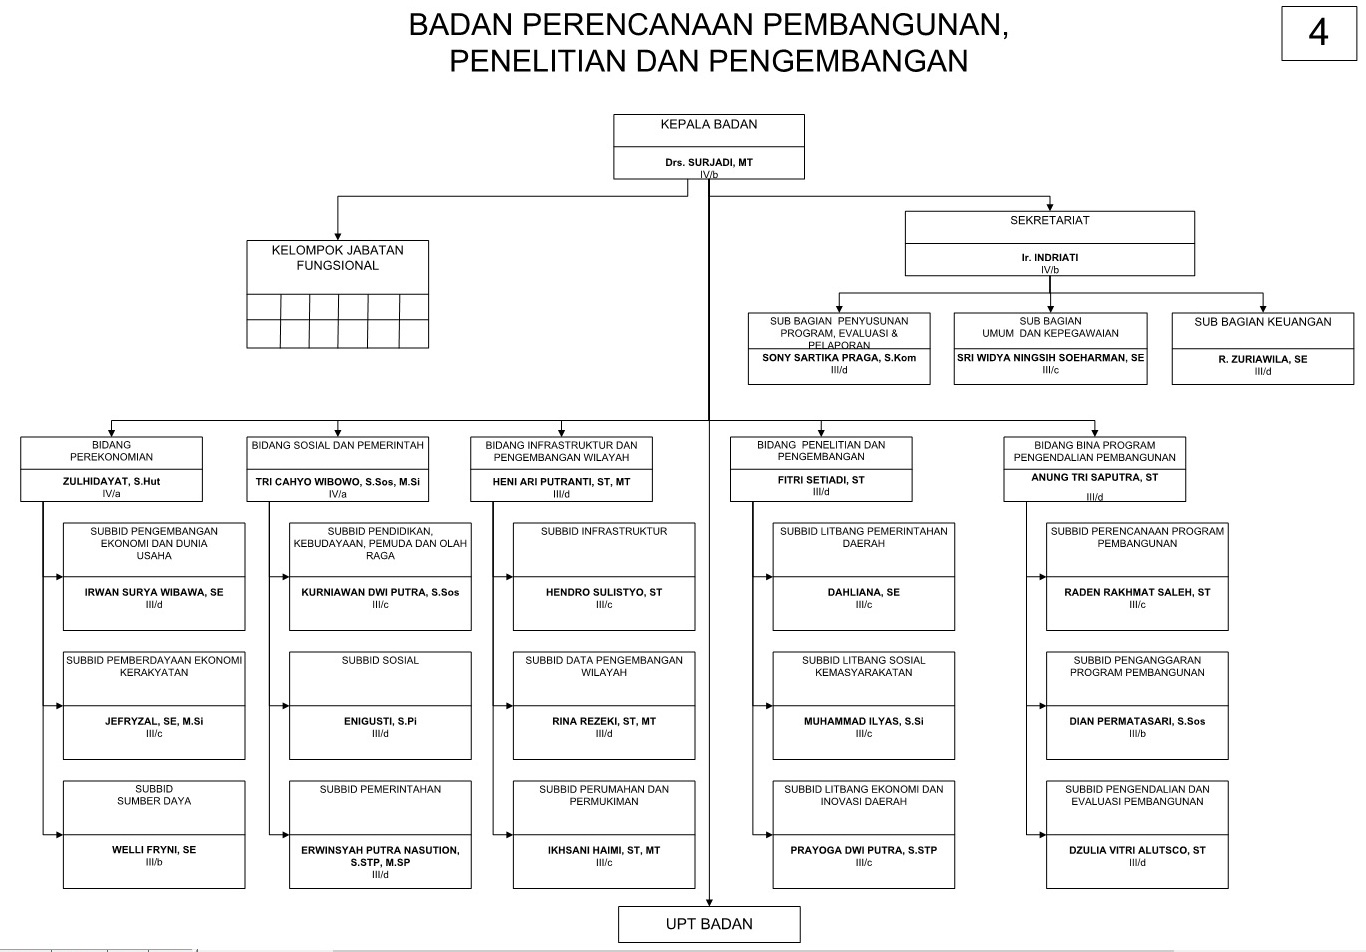 BADAN PERENCANAAN PEMBANGUNAN,
PENELITIAN DAN PENGEMBANGAN
4
KEPALA BADAN
Drs. SURJADI, MT
IV/b
KELOMPOK JABATAN
FUNGSIONAL
SEKRETARIAT
Ir. INDRIATI
IV/b
SUB BAGIAN PENYUSUNAN
PROGRAM, EVALUASI &
PELAPORAN
SONY SARTIKA PRAGA, S.Kom
III/d
SUB BAGIAN
UMUM DAN KEPEGAWAIAN
SRI WIDYA NINGSIH SOEHARMAN, SE
III/c
SUB BAGIAN KEUANGAN
R. ZURIAWILA, SE
III/d
BIDANG
PEREKONOMIAN
ZULHIDAYAT, S.Hut
IV/a
BIDANG SOSIAL DAN PEMERINTAH
TRI CAHYO WIBOWO, S.Sos, M.Si
IV/a
BIDANG INFRASTRUKTUR DAN
PENGEMBANGAN WILAYAH
HENI ARI PUTRANTI, ST, MT
III/d
BIDANG PENELITIAN DAN
PENGEMBANGAN
FITRI SETIADI, ST
III/d
BIDANG BINA PROGRAM
PENGENDALIAN PEMBANGUNAN
ANUNG TRI SAPUTRA, ST
III/d
SUBBID PENGEMBANGAN
EKONOMI DAN DUNIA
USAHA
IRWAN SURYA WIBAWA, SE
III/d
SUBBID PENDIDIKAN,
KEBUDAYAAN, PEMUDA DAN OLAH
RAGA
KURNIAWAN DWI PUTRA, S.Sos
III/c
SUBBID INFRASTRUKTUR
HENDRO SULISTYO, ST
III/c
SUBBID LITBANG PEMERINTAHAN
DAERAH
DAHLIANA, SE
III/c
SUBBID PERENCANAAN PROGRAM
PEMBANGUNAN
RADEN RAKHMAT SALEH, ST
III/c
SUBBID PEMBERDAYAAN EKONOMI
KERAKYATAN
JEFRYZAL, SE, M.Si
III/c
SUBBID SOSIAL
ENIGUSTI, S.Pi
III/d
SUBBID DATA PENGEMBANGAN
WILAYAH
RINA REZEKI, ST, MT
III/d
SUBBID LITBANG SOSIAL
KEMASYARAKATAN
MUHAMMAD ILYAS, S.Si
III/c
SUBBID PENGANGGARAN
PROGRAM PEMBANGUNAN
DIAN PERMATASARI, S.Sos
III/b
SUBBID
SUMBER DAYA
WELLI FRYNI, SE
III/b
SUBBID PEMERINTAHAN
ERWINSYAH PUTRA NASUTION,
S.STP, M.SP
III/d
SUBBID PERUMAHAN DAN
PERMUKIMAN
IKHSANI HAIMI, ST, MT
III/c
SUBBID LITBANG EKONOMI DAN
INOVASI DAERAH
PRAYOGA DWI PUTRA, S.STP
III/c
SUBBID PENGENDALIAN DAN
EVALUASI PEMBANGUNAN
DZULIA VITRI ALUTSCO, ST
III/d
UPT BADAN